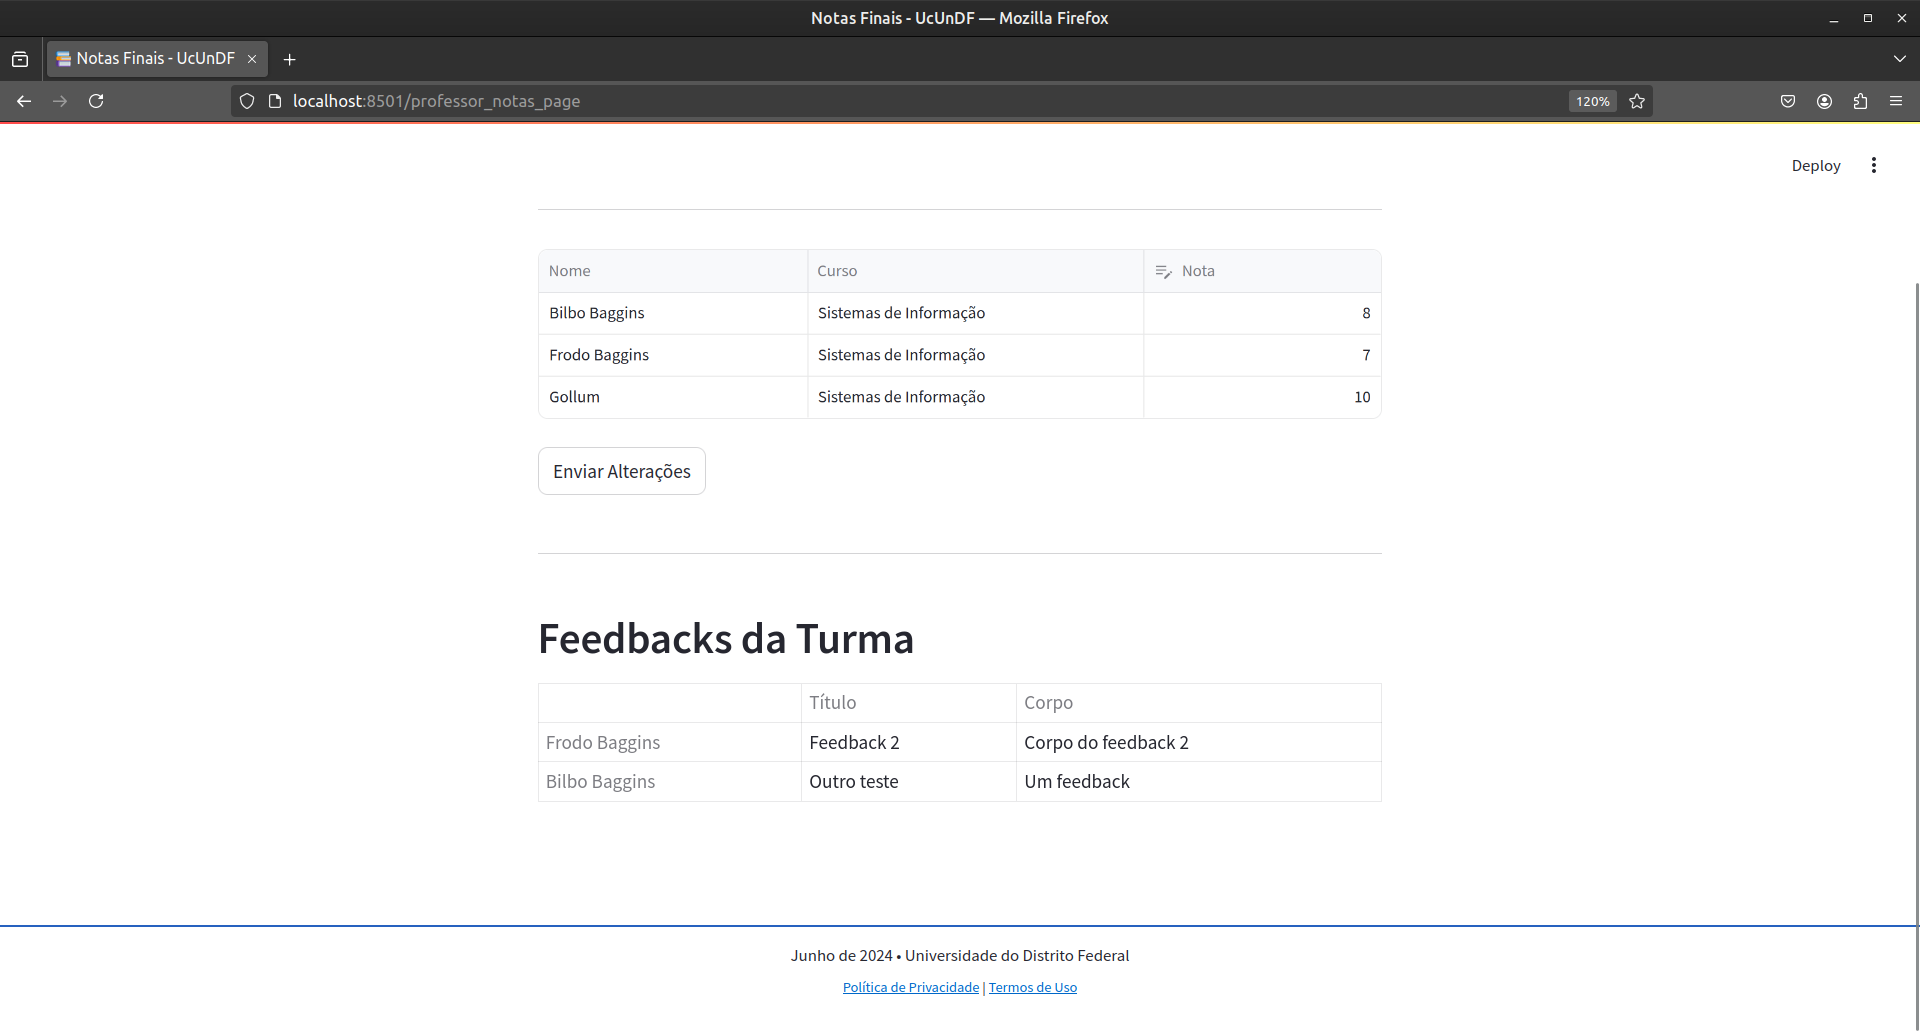 Notas Finais - UcUnDF — Mozilla Firefox
Notas Finais - UcUnDF
localhost:8501/professor_notas_page 120%
Deploy
Nome Curso Nota
Bilbo Baggins Sistemas de Informação 8
Frodo Baggins Sistemas de Informação 7
Gollum Sistemas de Informação 10
Enviar Alterações
Feedbacks da Turma
Título Corpo
Frodo Baggins Feedback 2 Corpo do feedback 2
Bilbo Baggins Outro teste Um feedback
Junho de 2024 • Universidade do Distrito Federal
Política de Privacidade | Termos de Uso